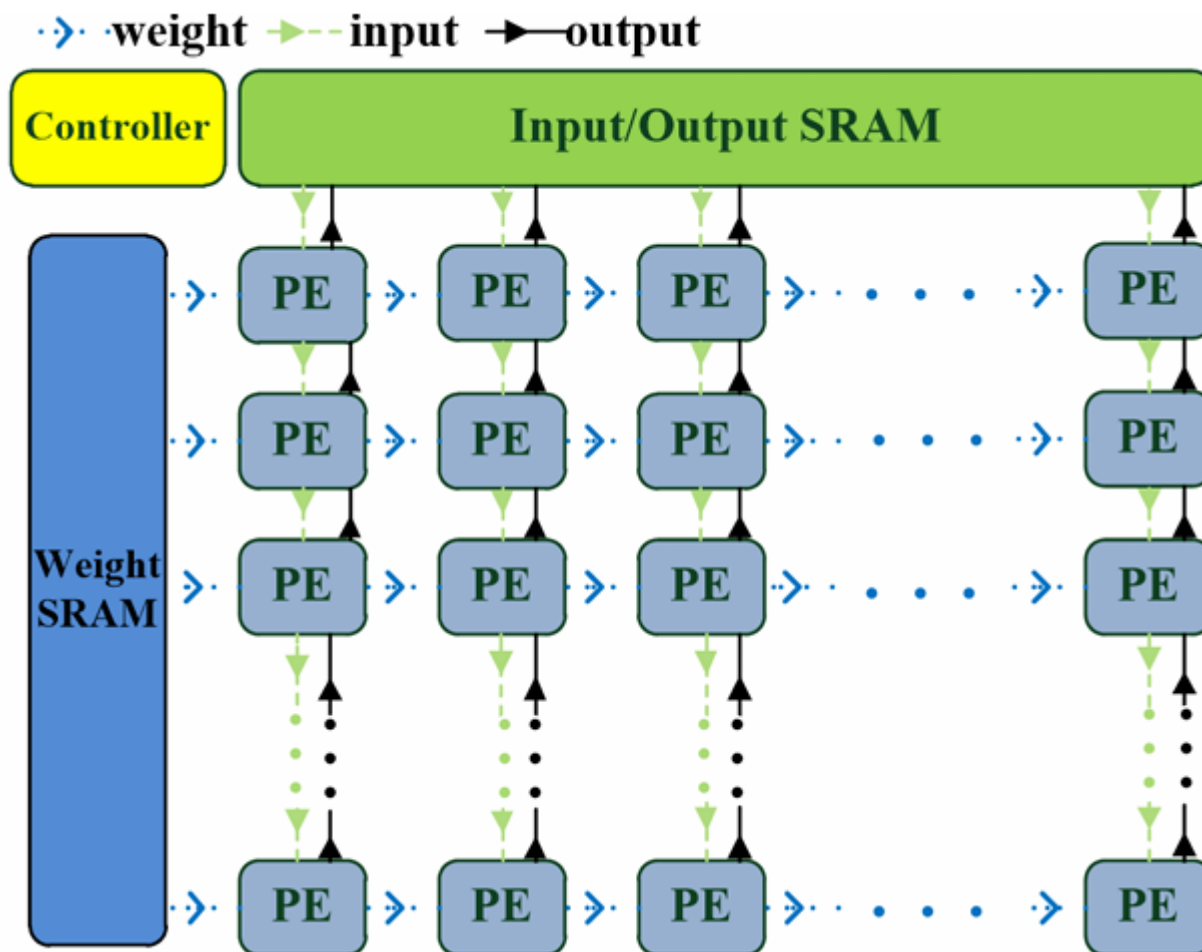 weight input output
Controller
Input/Output SRAM
PE PE PE PE
PE PE PE PE
Weight
SRAM
PE PE PE PE
PE PE PE PE